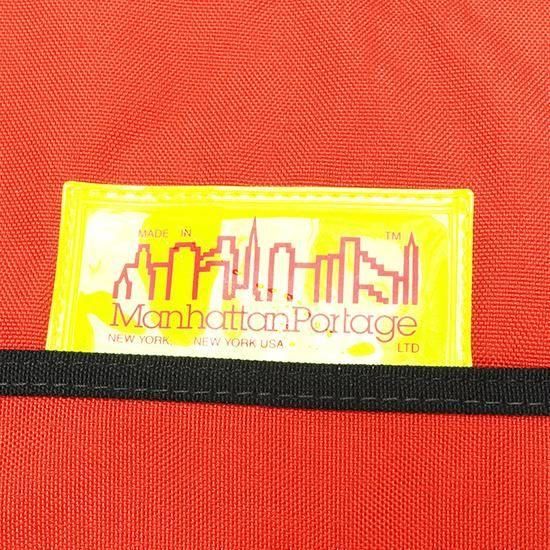 MADE IN TM
ManhattanPortage
NEW YORK, NEW YORK USA LTD